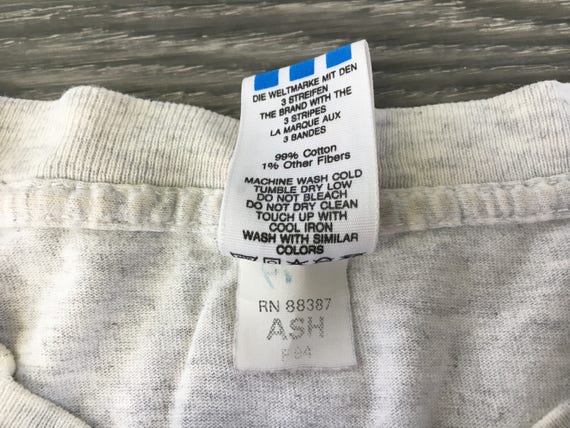 DIE WELTMARKE MIT DEN
3 STREIFEN
THE BRAND WITH THE
3 STRIPES
LA MARQUE AUX
3 BANDES
99% Cotton
1% Other Fibers
MACHINE WASH COLD
TUMBLE DRY LOW
DO NOT BLEACH
DO NOT DRY CLEAN
TOUCH UP WITH
COOL IRON
WASH WITH SIMILAR
COLORS
RN 88387
ASH